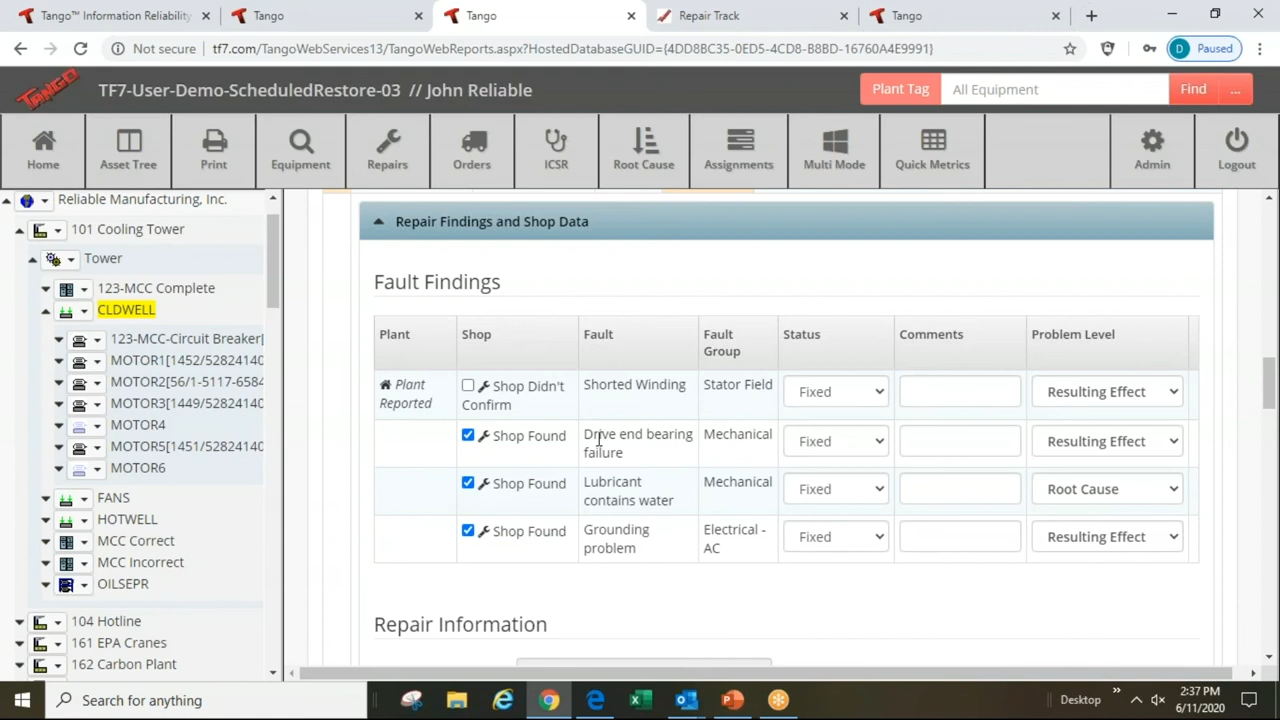 Tango™ Information Reliability
Tango
Tango
Repair Track
Tango
Not secure
tf7.com/TangoWebServices13/TangoWebReports.aspx?HostedDatabaseGUID={4DD8BC35-0ED5-4CD8-B8BD-16760A4E9991}
D Paused
TANGO
TF7-User-Demo-ScheduledRestore-03 // John Reliable
Plant Tag
All Equipment
Find
...
Home
Asset Tree
Print
Equipment
Repairs
Orders
ICSR
Root Cause
Assignments
Multi Mode
Quick Metrics
Admin
Logout
Reliable Manufacturing, Inc.
101 Cooling Tower
Tower
123-MCC Complete
CLDWELL
123-MCC-Circuit Breaker[
MOTOR1[1452/52824140
MOTOR2[56/1-5117-6584
MOTOR3[1449/52824140
MOTOR4
MOTOR5[1451/52824140
MOTOR6
FANS
HOTWELL
MCC Correct
MCC Incorrect
OILSEPR
104 Hotline
161 EPA Cranes
162 Carbon Plant
Repair Findings and Shop Data
Fault Findings
Plant Shop Fault Fault Group Status Comments Problem Level
Plant Reported Shop Didn't Confirm Shorted Winding Stator Field Fixed Resulting Effect
Shop Found Drive end bearing failure Mechanical Fixed Resulting Effect
Shop Found Lubricant contains water Mechanical Fixed Root Cause
Shop Found Grounding problem Electrical - AC Fixed Resulting Effect
Repair Information
Search for anything
Desktop
2:37 PM
6/11/2020